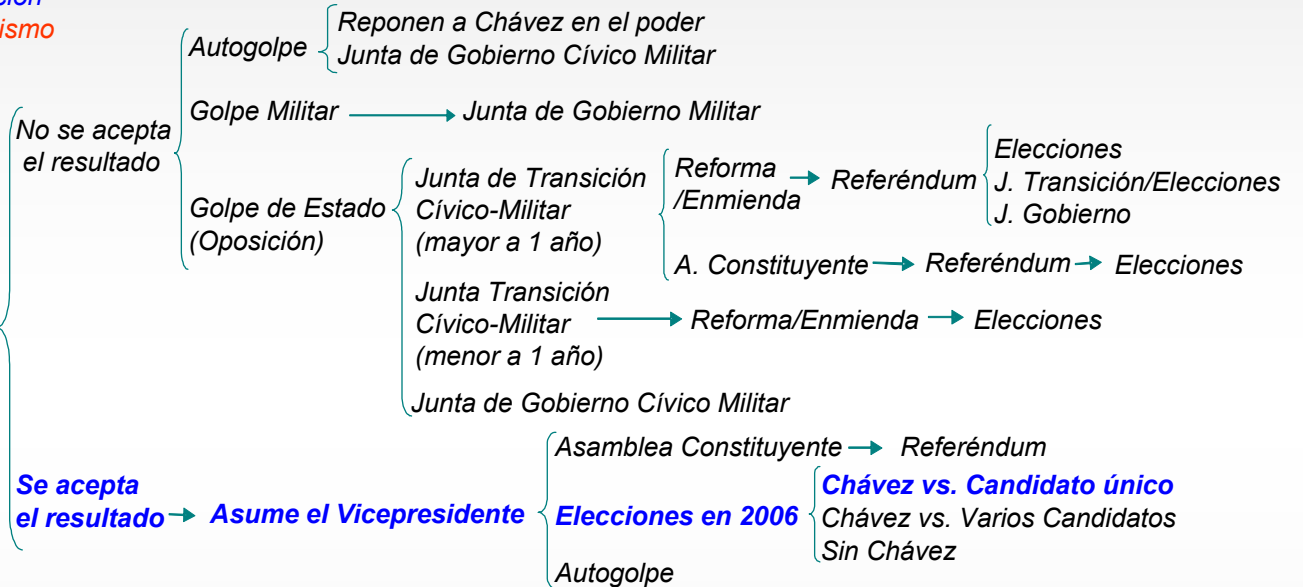 Autogolpe
Reponen a Chávez en el poder
Junta de Gobierno Cívico Militar
No se acepta
el resultado
Golpe Militar
Junta de Gobierno Militar
Golpe de Estado
(Oposición)
Junta de Transición
Cívico-Militar
(mayor a 1 año)
Reforma
/Enmienda
Referéndum
Elecciones
J. Transición/Elecciones
J. Gobierno
A. Constituyente
Referéndum
Elecciones
Junta Transición
Cívico-Militar
(menor a 1 año)
Reforma/Enmienda
Elecciones
Junta de Gobierno Cívico Militar
Se acepta
el resultado
Asume el Vicepresidente
Asamblea Constituyente
Referéndum
Elecciones en 2006
Chávez vs. Candidato único
Chávez vs. Varios Candidatos
Sin Chávez
Autogolpe